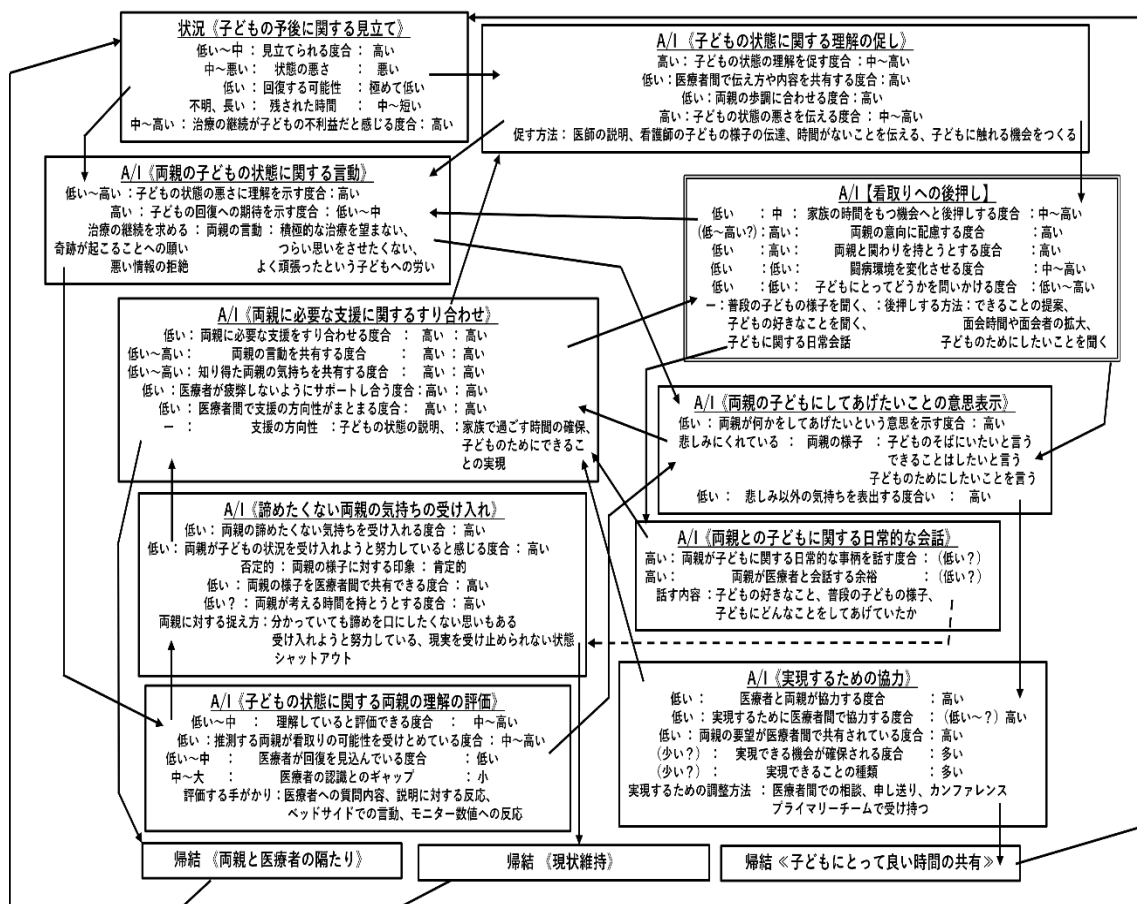 状況《子どもの予後に関する見立て》
低い～中 : 見立てられる度合 : 高い
中～悪い : 状態の悪さ : 悪い
低い : 回復する可能性 : 極めて低い
不明、長い : 残された時間 : 中～短い
中～高い : 治療の継続が子どもの不利益だと感じる度合 : 高い
A/I《子どもの状態に関する理解の促し》
高い: 子どもの状態の理解を促す度合 : 中～高い
低い: 医療者間で伝え方や内容を共有する度合 : 高い
低い: 両親の歩調に合わせる度合 : 高い
高い: 子どもの状態の悪さを伝える度合 : 中～高い
促す方法 : 医師の説明、看護師の子どもの様子の伝達、時間がないことを伝える、子どもに触れる機会をつくる
A/I《両親の子どもの状態に関する言動》
低い～高い : 子どもの状態の悪さに理解を示す度合 : 高い
高い : 子どもの回復への期待を示す度合 : 低い～中
治療の継続を求める : 両親の言動 : 積極的な治療を望まない、
奇跡が起こることへの願い つらい思いをさせたくない、
悪い情報の拒絶 よく頑張ったという子どもへの労い
A/I【看取りへの後押し】
低い : 中 : 家族の時間をもつ機会へと後押しする度合 : 中～高い
(低～高い?) : 高い : 両親の意向に配慮する度合 : 高い
低い : 高い : 両親と関わりを持とうとする度合 : 高い
低い : 低い : 闘病環境を変化させる度合 : 中～高い
低い : 低い : 子どもにとってどうかを問いかける度合 : 低い～高い
ー : 普段の子どもの様子を聞く、 : 後押しする方法 : できることの提案、
子どもの好きなことを聞く、 面会時間や面会者の拡大、
子どもに関する日常会話 子どものためにしたいことを聞く
A/I《両親に必要な支援に関するすり合わせ》
低い : 両親に必要な支援をすり合わせる度合 : 高い : 高い
低い～高い : 両親の言動を共有する度合 : 高い : 高い
低い～高い : 知り得た両親の気持ちを共有する度合 : 高い : 高い
低い : 医療者が疲弊しないようにサポートし合う度合 : 高い : 高い
低い : 医療者間で支援の方向性がまとまる度合 : 高い : 高い
ー : 支援の方向性 : 子どもの状態の説明、 : 家族で過ごす時間の確保、
子どものためにできるこ
との実現
A/I《両親の子どもにしてあげたいことの意思表示》
低い : 両親が何かをしてあげたいという意思を示す度合 : 高い
悲しみにくれている : 両親の様子 : 子どものそばにいたいと言う
できることはしたいと言う
子どものためにしたいことを言う
低い : 悲しみ以外の気持ちを表出する度合い : 高い
A/I《諦めたくない両親の気持ちの受け入れ》
低い : 両親の諦めたくない気持ちを受け入れる度合 : 高い
低い : 両親が子どもの状況を受け入れようと努力していると感じる度合 : 高い
否定的 : 両親の様子に対する印象 : 肯定的
低い : 両親の様子を医療者間で共有できる度合 : 高い
低い? : 両親が考える時間を持とうとする度合 : 高い
両親に対する捉え方 : 分かっていても諦めを口にしたくない思いもある
受け入れようと努力している、現実を受け止められない状態
シャットアウト
A/I《両親との子どもに関する日常的な会話》
高い : 両親が子どもに関する日常的な事柄を話す度合 : (低い?)
高い : 両親が医療者と会話する余裕 : (低い?)
話す内容 : 子どもの好きなこと、普段の子どもの様子、
子どもにどんなことをしてあげていたか
A/I《子どもの状態に関する両親の理解の評価》
低い～中 : 理解していると評価できる度合 : 中～高い
低い : 推測する両親が看取りの可能性を受けとめている度合 : 中～高い
低い～中 : 医療者が回復を見込んでいる度合 : 低い
中～大 : 医療者の認識とのギャップ : 小
評価する手がかり : 医療者への質問内容、説明に対する反応、
ベッドサイドでの言動、モニター数値への反応
A/I《実現するための協力》
低い : 医療者と両親が協力する度合 : 高い
低い : 実現するために医療者間で協力する度合 : (低い～?) 高い
低い : 両親の要望が医療者間で共有されている度合 : 高い
(少い?) : 実現できる機会が確保される度合 : 多い
(少い?) : 実現できることの種類 : 多い
実現するための調整方法 : 医療者間での相談、申し送り、カンファレンス
プライマリーチームで受け持つ
帰結 《両親と医療者の隔たり》
帰結 《現状維持》
帰結 ≪子どもにとって良い時間の共有≫